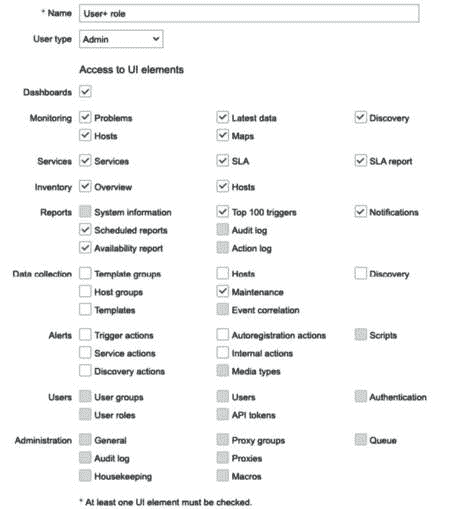 * Name User+ role
User type Admin
Access to UI elements
Dashboards
Monitoring Problems Latest data Discovery
Hosts Maps
Services Services SLA SLA report
Inventory Overview Hosts
Reports System information Top 100 triggers Notifications
Scheduled reports Audit log
Availability report Action log
Data collection Template groups Hosts Discovery
Host groups Maintenance
Templates Event correlation
Alerts Trigger actions Autoregistration actions Scripts
Service actions Internal actions
Discovery actions Media types
Users User groups Users Authentication
User roles API tokens
Administration General Proxy groups Queue
Audit log Proxies
Housekeeping Macros
* At least one UI element must be checked.